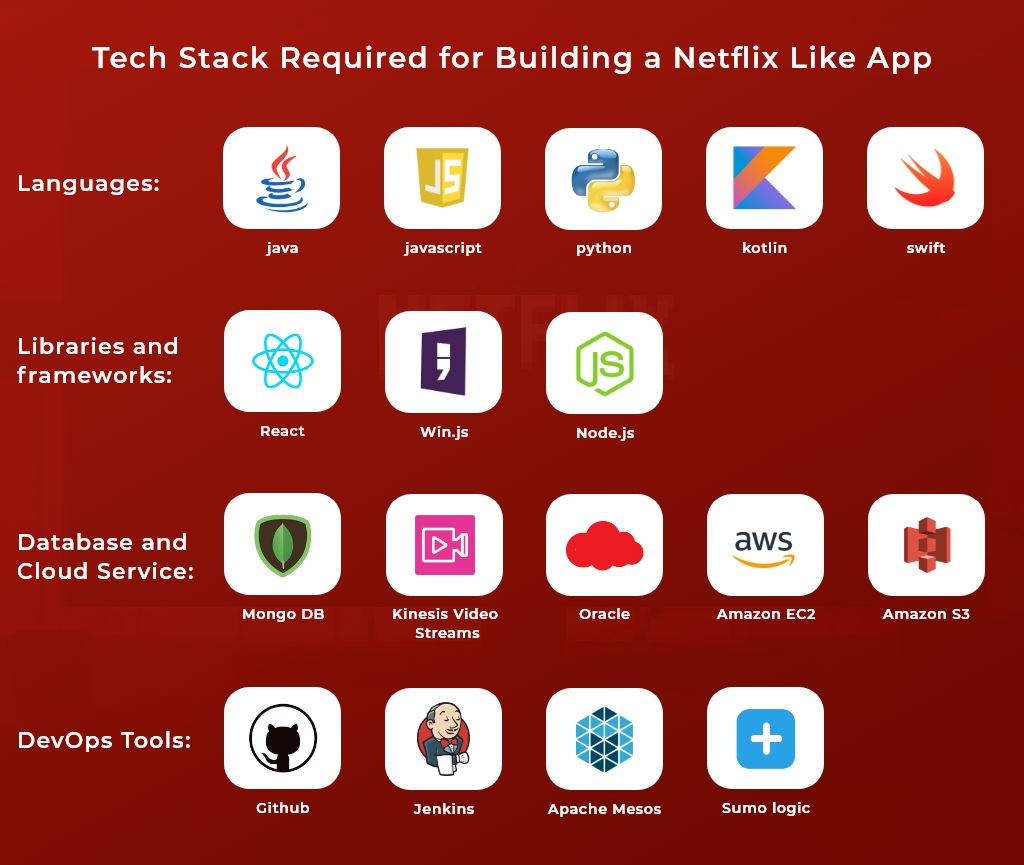 Tech Stack Required for Building a Netflix Like App
Languages:
JS
java
javascript
python
kotlin
swift
NETFLIX
Libraries and
frameworks:
JS
React
Win.js
Node.js
Database and
Cloud Service:
aws
Mongo DB
Kinesis Video
Streams
Oracle
Amazon EC2
Amazon S3
DevOps Tools:
Github
Jenkins
Apache Mesos
Sumo logic